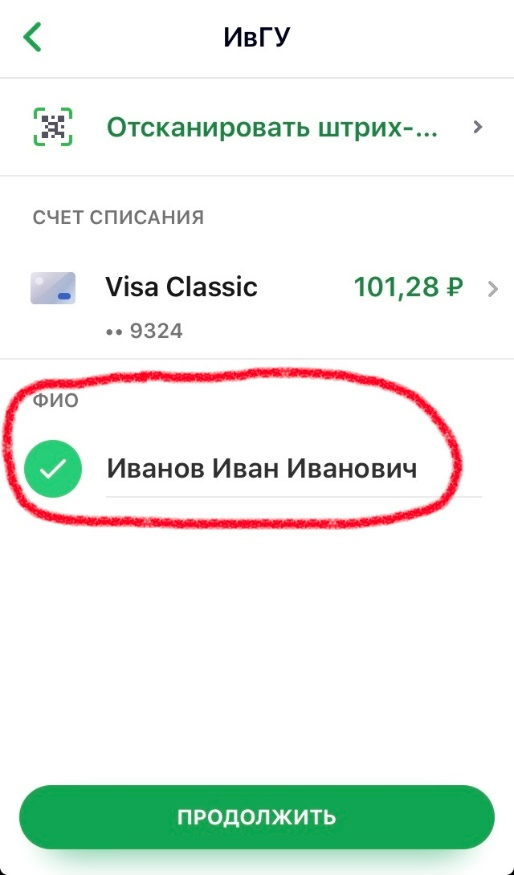 ИвГУ
Отсканировать штрих-...
СЧЕТ СПИСАНИЯ
Visa Classic 101,28 ₽
•• 9324
ФИО
Иванов Иван Иванович
ПРОДОЛЖИТЬ